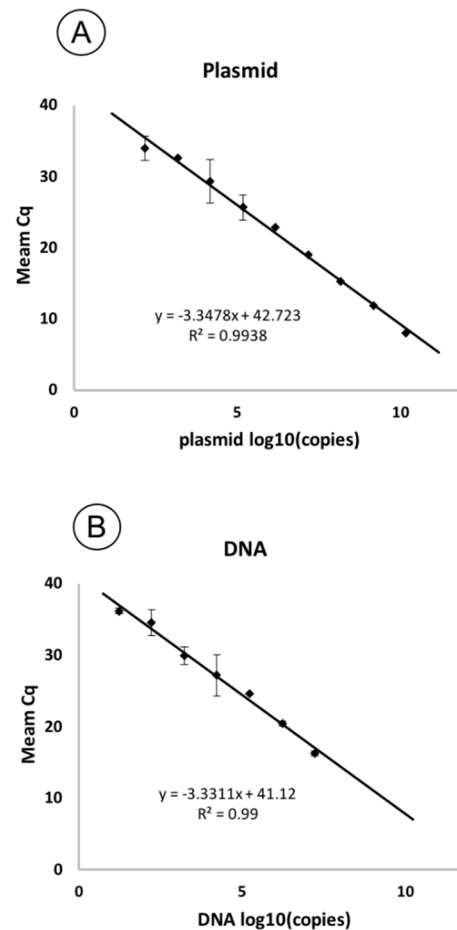 A
Plasmid
40
30
20
10
0
Meam Cq
y = -3.3478x + 42.723
R² = 0.9938
0 5 10
plasmid log10(copies)
B
DNA
40
30
20
10
0
Meam Cq
y = -3.3311x + 41.12
R² = 0.99
0 5 10
DNA log10(copies)